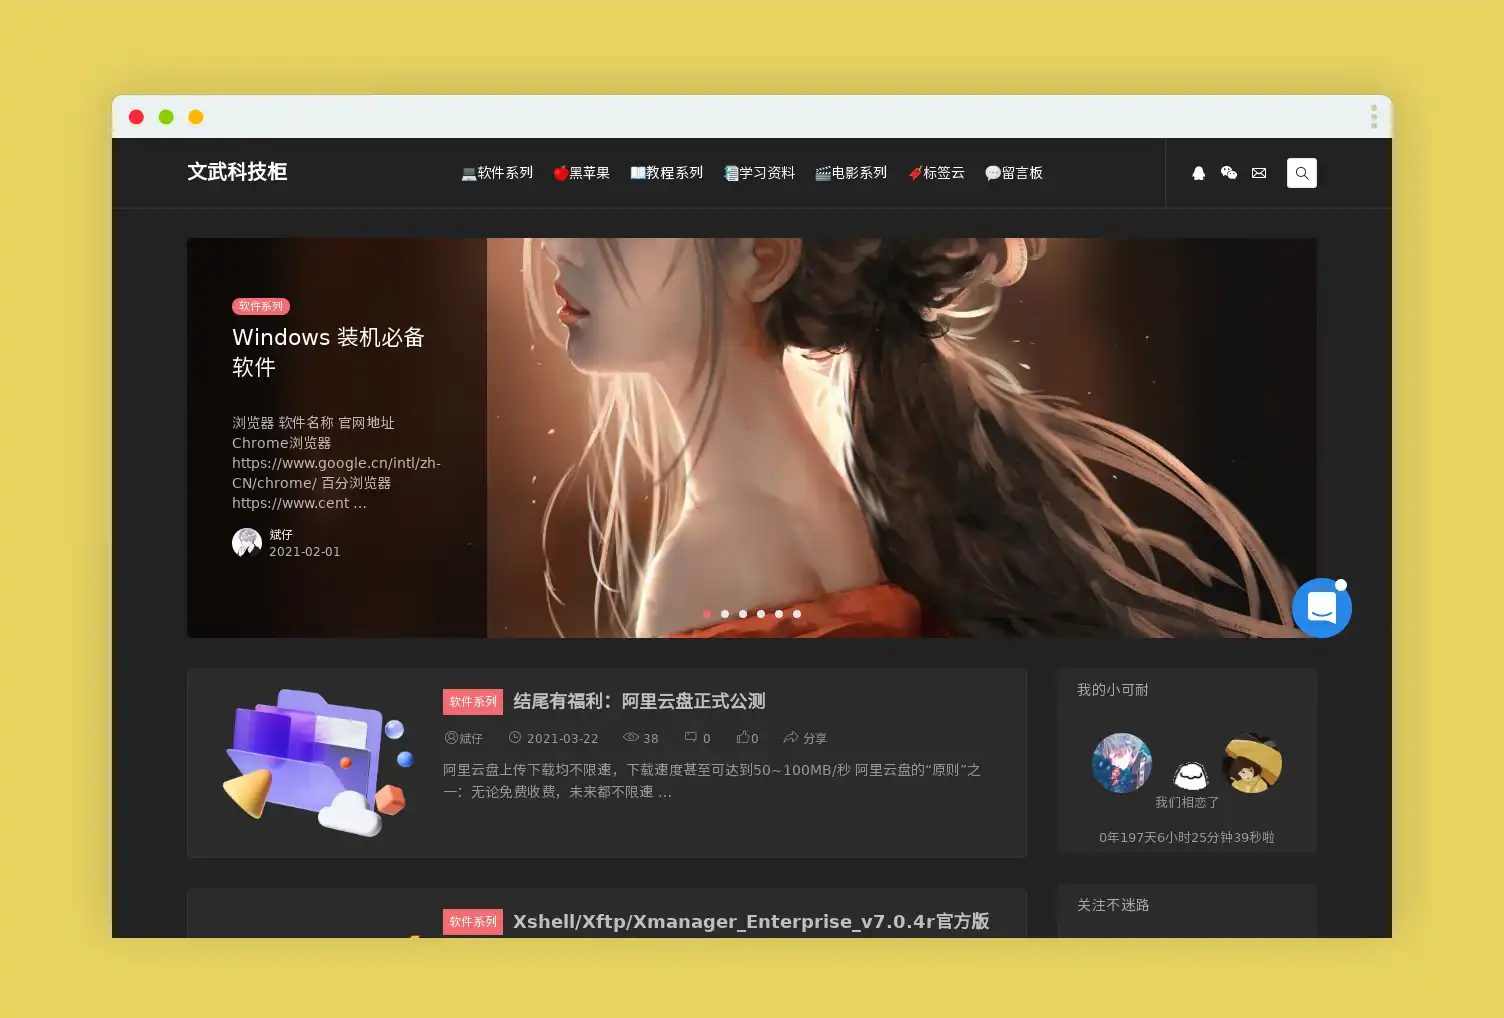 文武科技柜
💻软件系列 🍎黑苹果 📖教程系列 📚学习资料 🎬电影系列 🏷️标签云 💬留言板
软件系列
Windows 装机必备
软件
浏览器 软件名称 官网地址
Chrome浏览器
https://www.google.cn/intl/zh-
CN/chrome/ 百分浏览器
https://www.cent ...
斌仔
2021-02-01
软件系列 结尾有福利：阿里云盘正式公测
斌仔 2021-03-22 38 0 0 分享
阿里云盘上传下载均不限速，下载速度甚至可达到50~100MB/秒 阿里云盘的“原则”之
一：无论免费收费，未来都不限速 ...
我的小可耐
我们相恋了
0年197天6小时25分钟39秒啦
软件系列 Xshell/Xftp/Xmanager_Enterprise_v7.0.4r官方版
关注不迷路